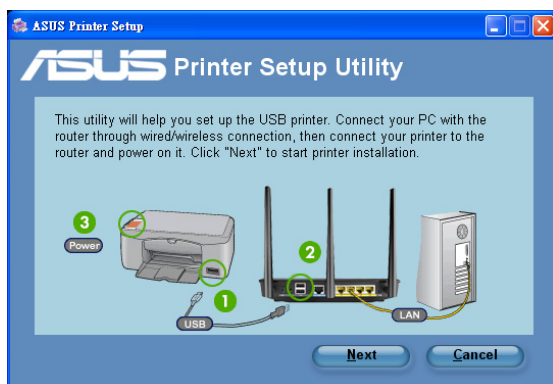 ASUS Printer Setup
ASUS Printer Setup Utility
This utility will help you set up the USB printer. Connect your PC with the
router through wired/wireless connection, then connect your printer to the
router and power on it. Click "Next" to start printer installation.
3
Power
2
1
USB
LAN
Next
Cancel